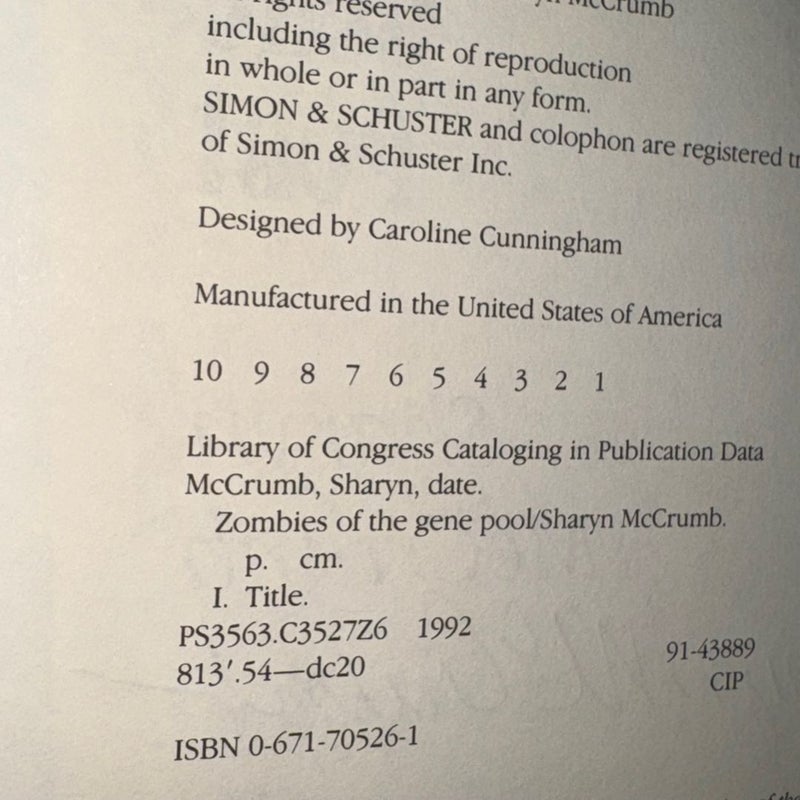 rights reserved
McCrumb
including the right of reproduction
in whole or in part in any form.
SIMON & SCHUSTER and colophon are registered
of Simon & Schuster Inc.
Designed by Caroline Cunningham
Manufactured in the United States of America
10 9 8 7 6 5 4 3 2 1
Library of Congress Cataloging in Publication Data
McCrumb, Sharyn, date.
Zombies of the gene pool/Sharyn McCrumb.
p. cm.
I. Title.
PS3563.C3527Z6 1992
91-43889
813'.54—dc20
CIP
ISBN 0-671-70526-1